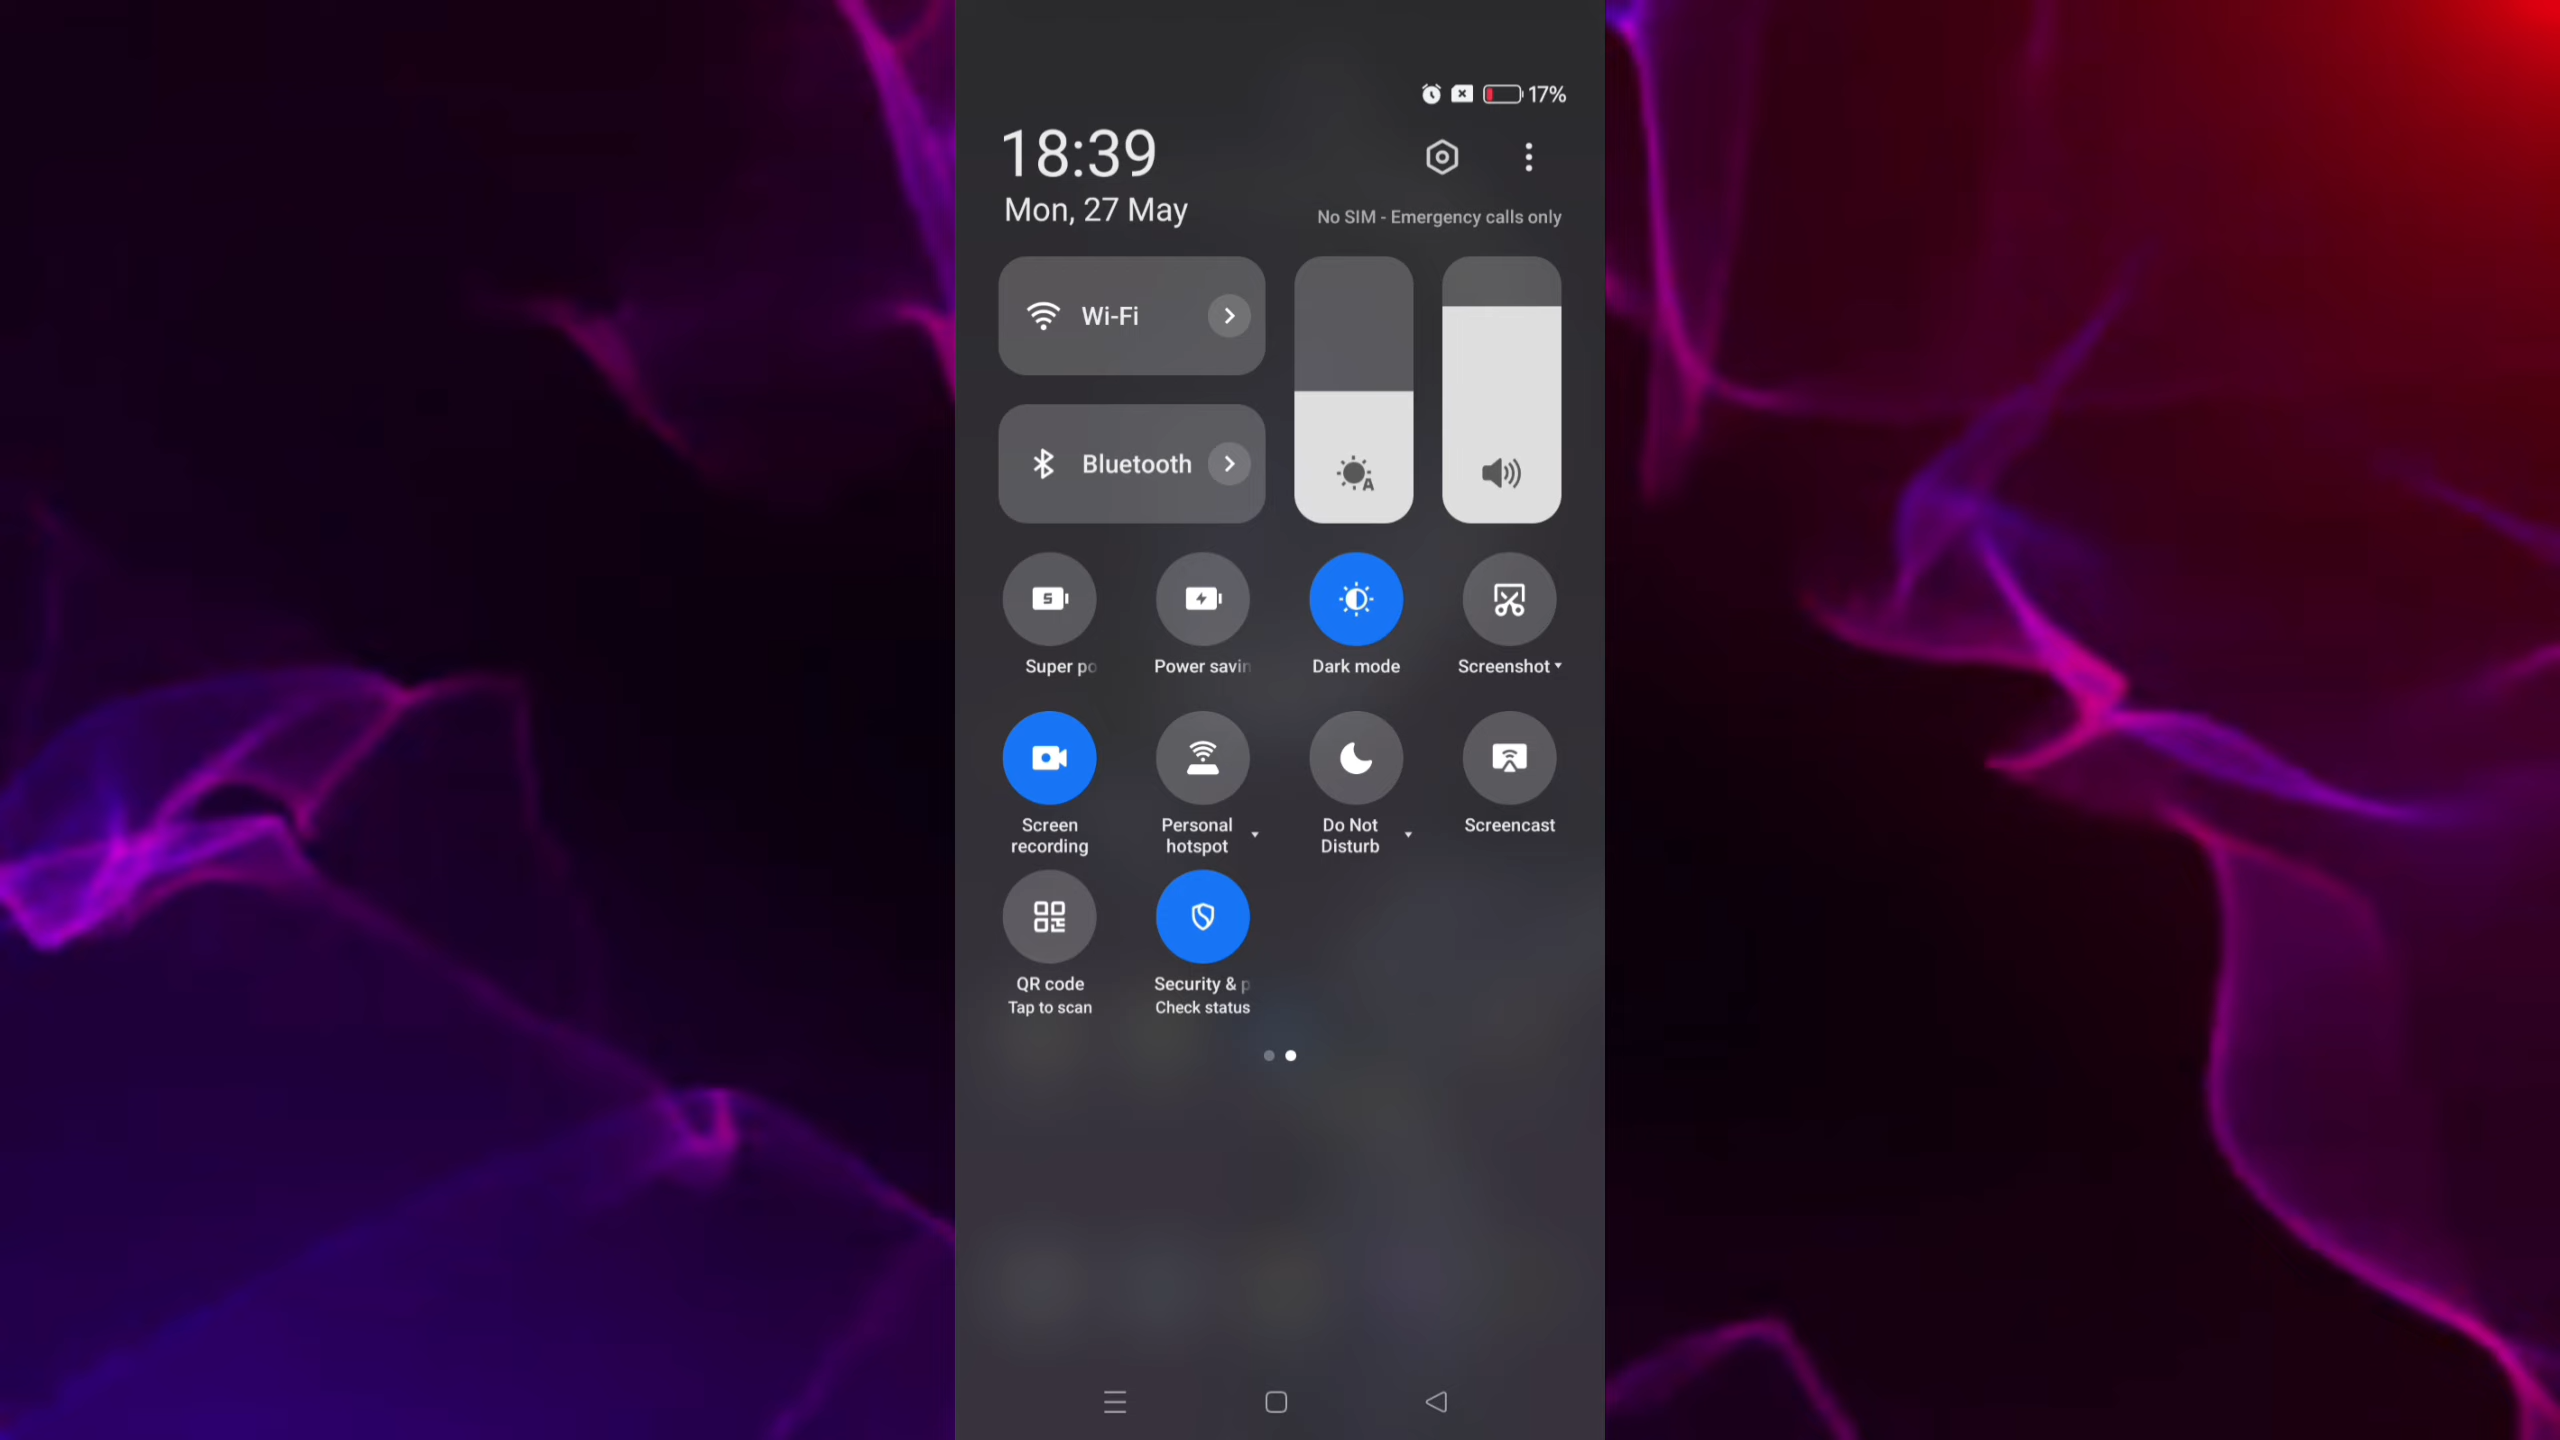 17%
18:39
Mon, 27 May
No SIM - Emergency calls only
Wi-Fi
Bluetooth
Super po
Power savin
Dark mode
Screenshot
Screen
recording
Personal
hotspot
Do Not
Disturb
Screencast
QR code
Tap to scan
Security & p
Check status